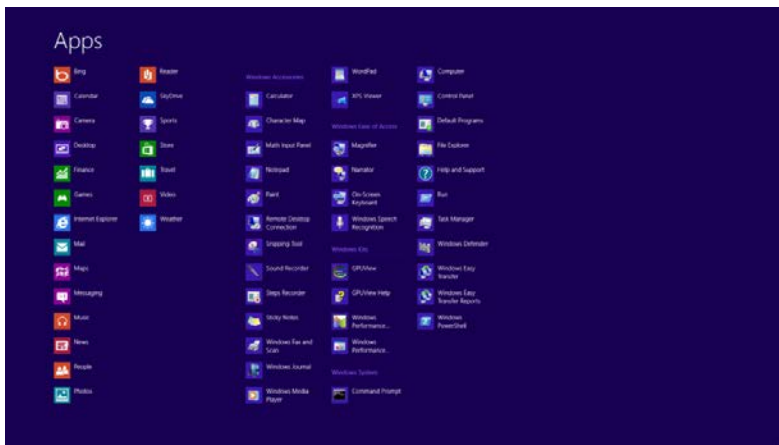 Apps
Bing
Calendar
Camera
Desktop
Finance
Games
Internet Explorer
Mail
Maps
Messaging
Music
News
People
Photos
Reader
SkyDrive
Sports
Store
Travel
Video
Weather
Windows Accessories
Calculator
Character Map
Math Input Panel
Notepad
Paint
Remote Desktop
Connection
Snipping Tool
Sound Recorder
Steps Recorder
Sticky Notes
Windows Fax and
Scan
Windows Journal
Windows Media
Player
WordPad
XPS Viewer
Windows Ease of Access
Magnifier
Narrator
On-Screen
Keyboard
Windows Speech
Recognition
Windows Kits
GPUView
GPUView Help
Windows
Performance...
Windows
Performance...
Windows System
Command Prompt
Computer
Control Panel
Default Programs
File Explorer
Help and Support
Run
Task Manager
Windows Defender
Windows Easy
Transfer
Windows Easy
Transfer Reports
Windows
PowerShell